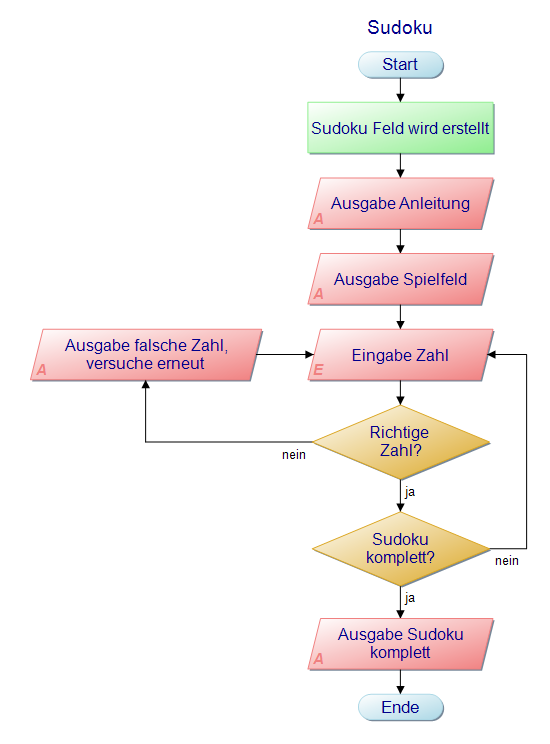 Sudoku
Start
Sudoku Feld wird erstellt
Ausgabe Anleitung
A
Ausgabe Spielfeld
A
Ausgabe falsche Zahl,
versuche erneut
A
Eingabe Zahl
E
Richtige
Zahl?
nein
ja
Sudoku
komplett?
nein
ja
Ausgabe Sudoku
komplett
A
Ende